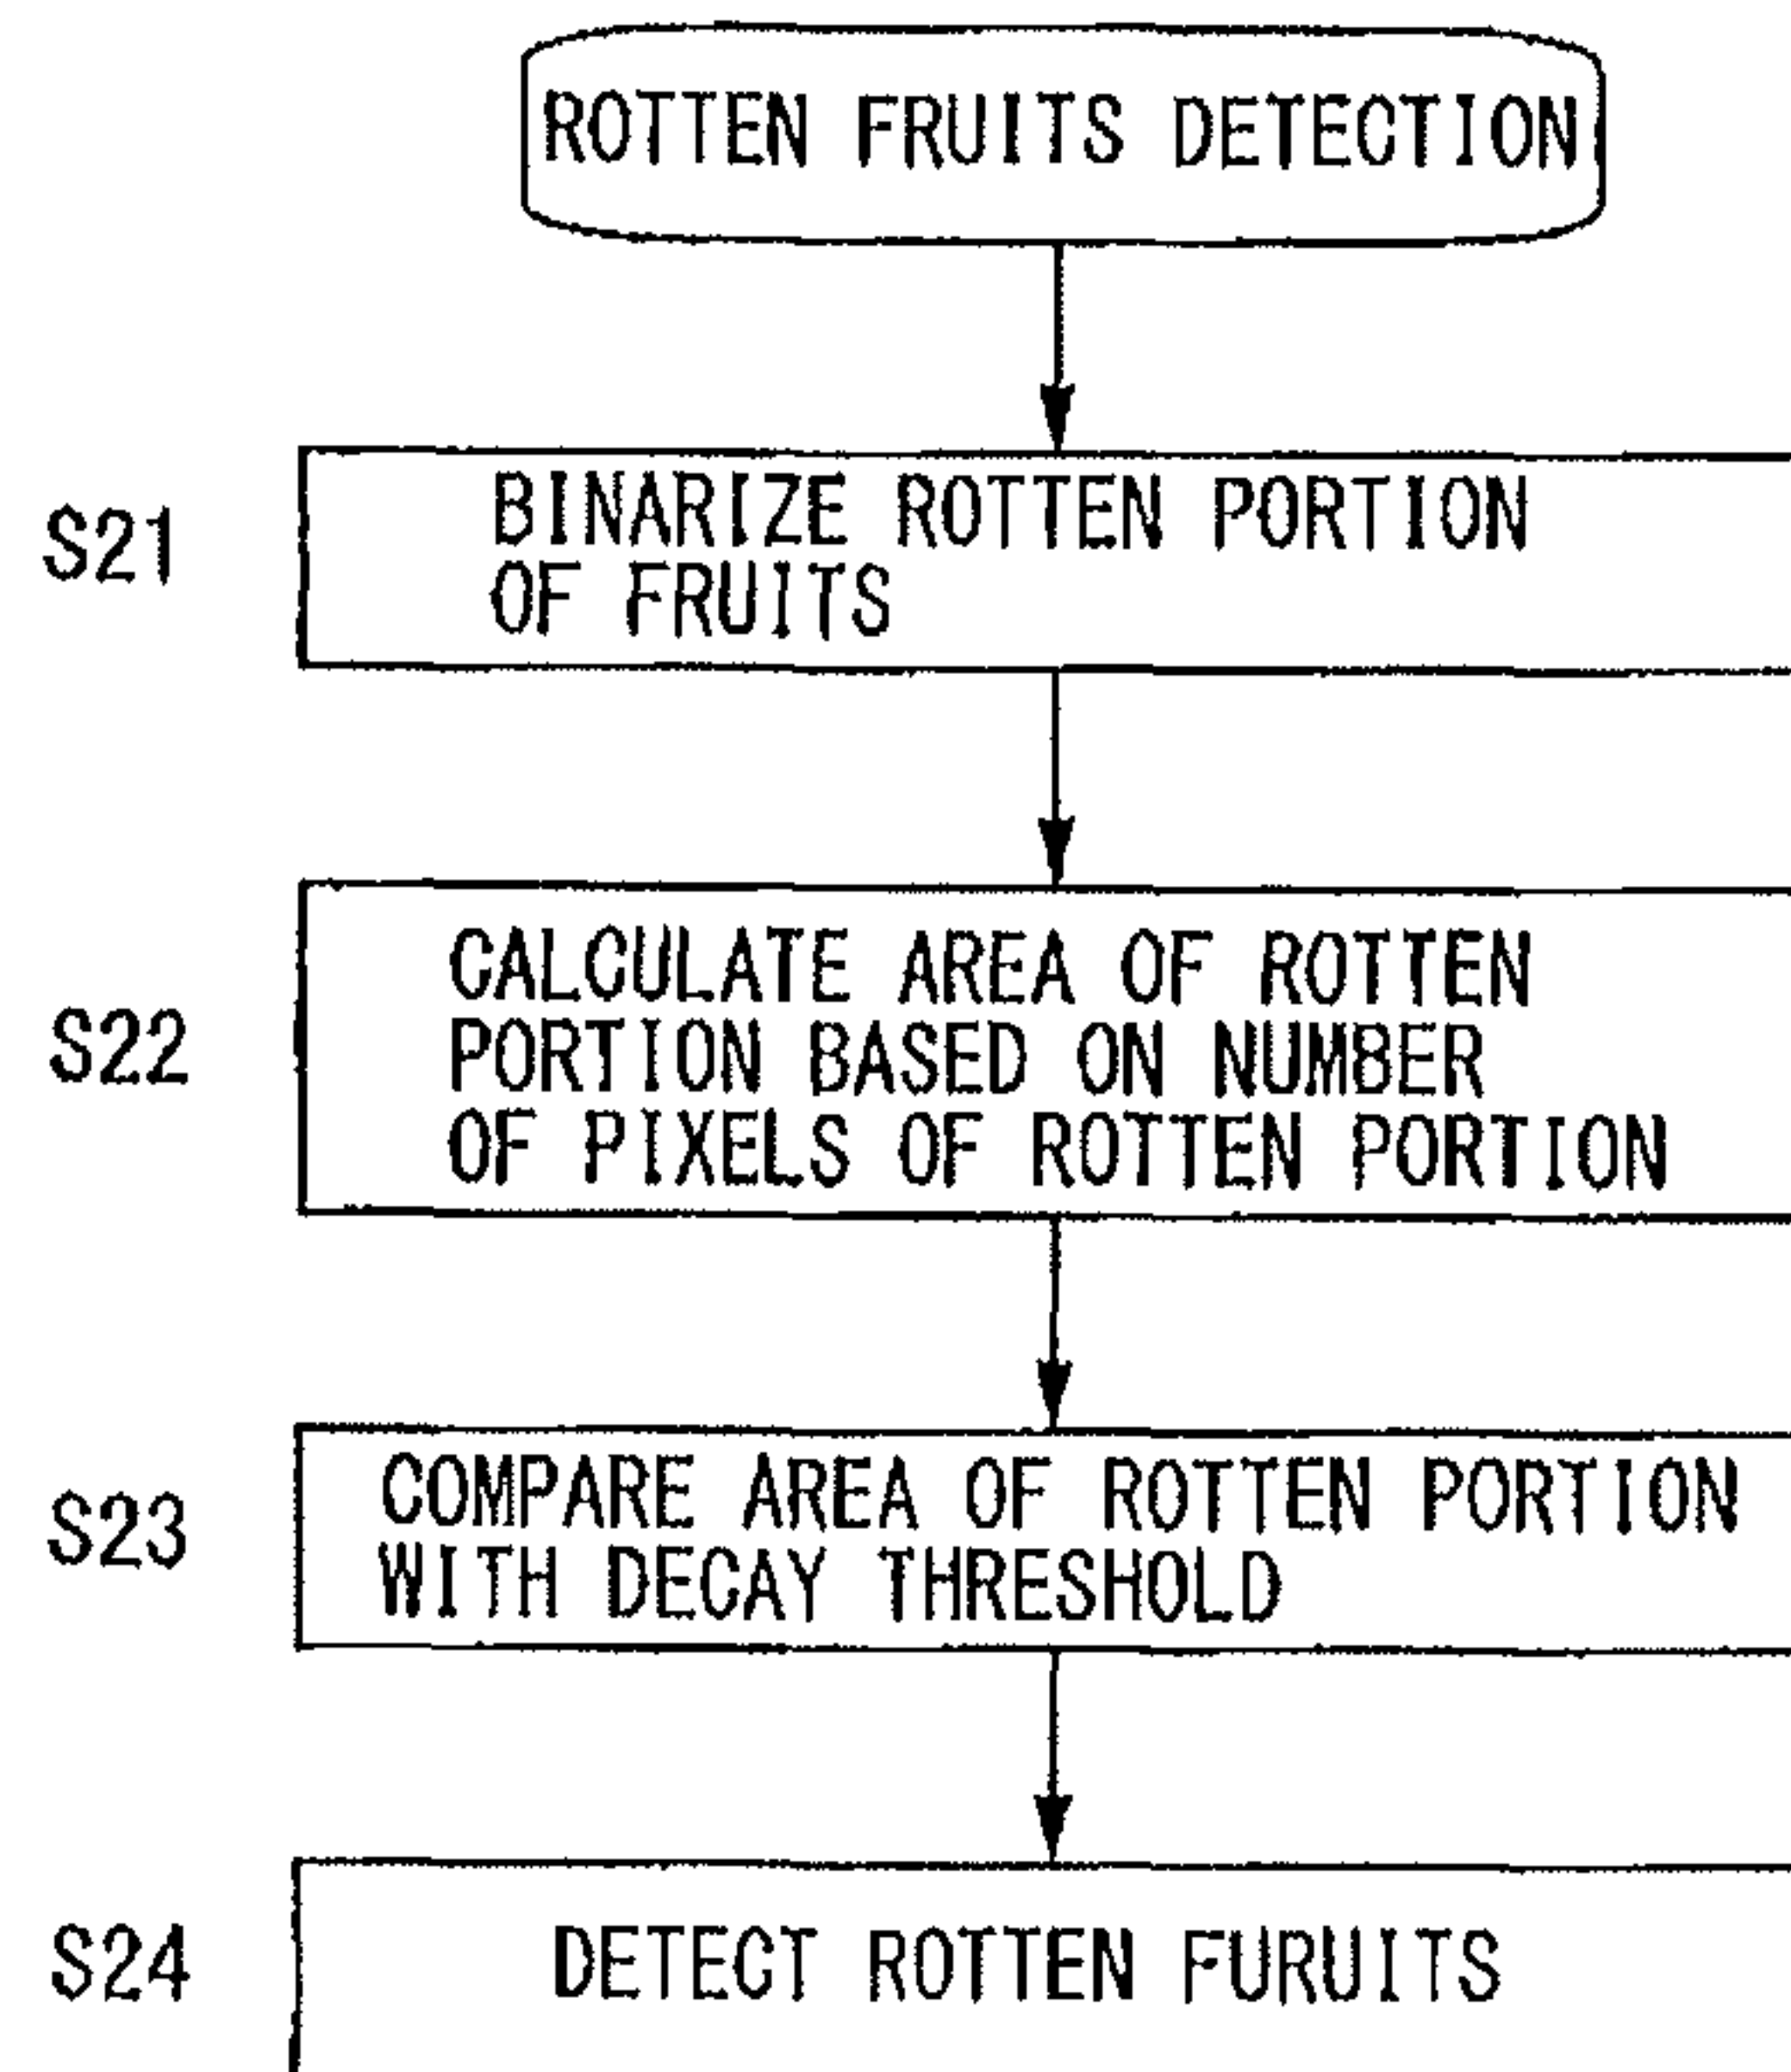 ROTTEN FRUITS DETECTION
S21
BINARIZE ROTTEN PORTION
OF FRUITS
S22
CALCULATE AREA OF ROTTEN
PORTION BASED ON NUMBER
OF PIXELS OF ROTTEN PORTION
S23
COMPARE AREA OF ROTTEN PORTION
WITH DECAY THRESHOLD
S24
DETECT ROTTEN FURUITS